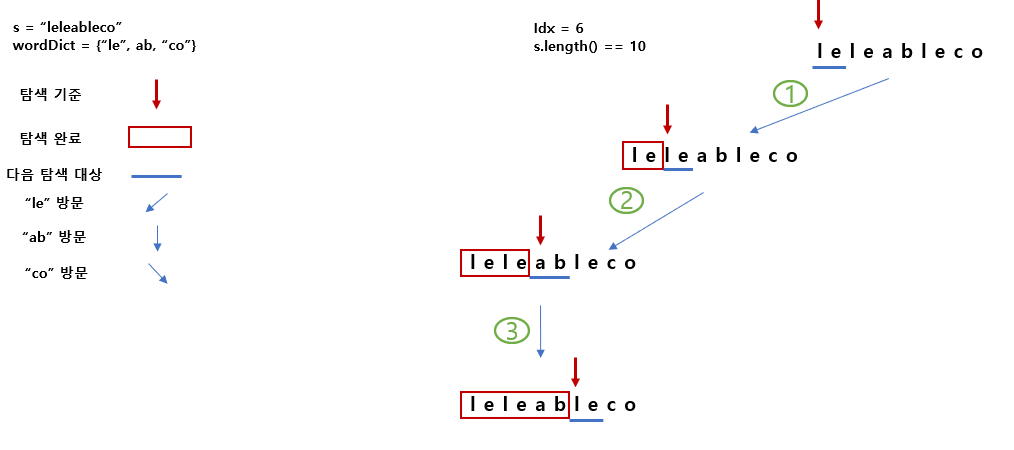 s = “leleableco”
wordDict = {“le”, ab, “co”}
탐색 기준
탐색 완료
다음 탐색 대상
“le” 방문
“ab” 방문
“co” 방문
Idx = 6
s.length() == 10
l e l e a b l e c o
1
l e l e a b l e c o
2
l e l e a b l e c o
3
l e l e a b l e c o